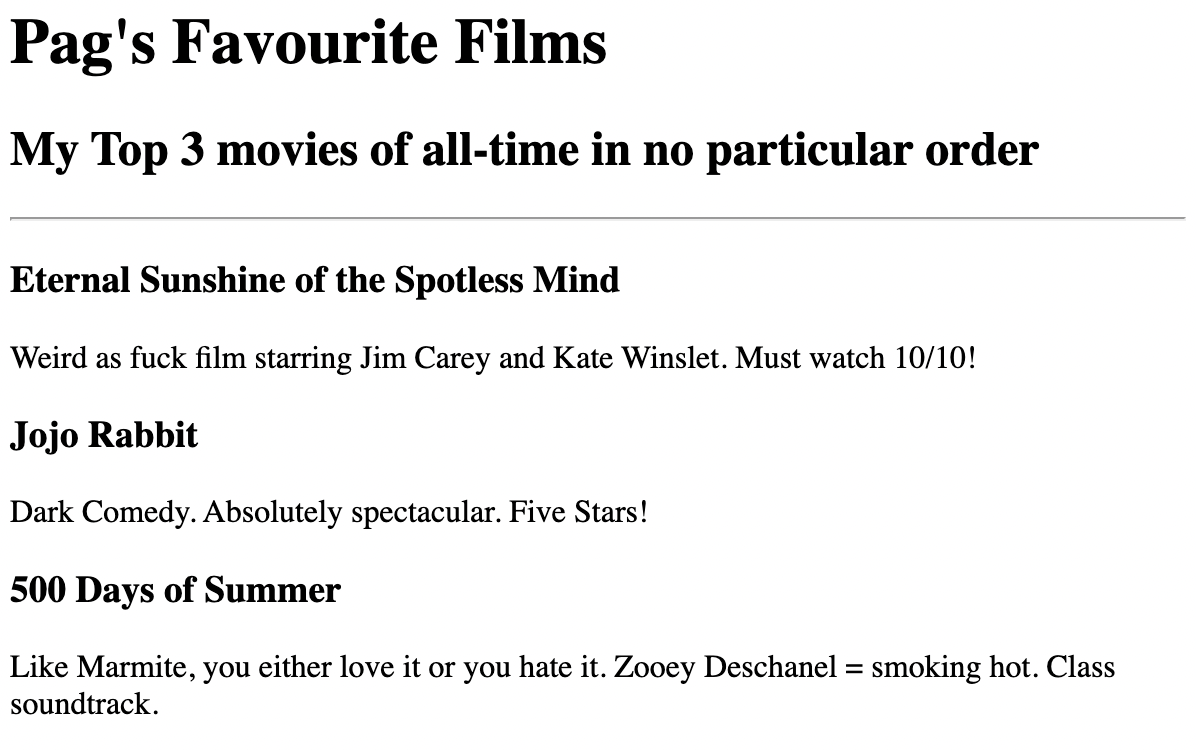 Pag's Favourite Films
My Top 3 movies of all-time in no particular order
Eternal Sunshine of the Spotless Mind
Weird as fuck film starring Jim Carey and Kate Winslet. Must watch 10/10!
Jojo Rabbit
Dark Comedy. Absolutely spectacular. Five Stars!
500 Days of Summer
Like Marmite, you either love it or you hate it. Zooey Deschanel = smoking hot. Class
soundtrack.